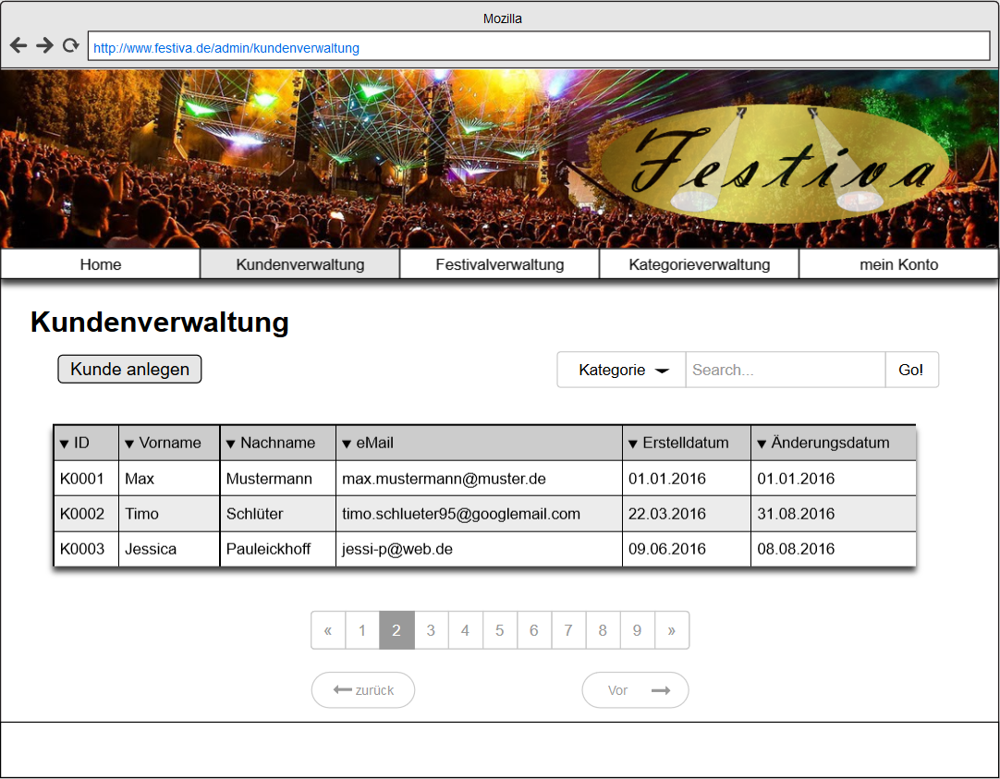 Mozilla
http://www.festiva.de/admin/kundenverwaltung
Festiva
Home Kundenverwaltung Festivalverwaltung Kategorieverwaltung mein Konto
Kundenverwaltung
Kunde anlegen Kategorie Search... Go!
▼ ID ▼ Vorname ▼ Nachname ▼ eMail ▼ Erstelldatum ▼ Änderungsdatum
K0001 Max Mustermann max.mustermann@muster.de 01.01.2016 01.01.2016
K0002 Timo Schlüter timo.schlueter95@googlemail.com 22.03.2016 31.08.2016
K0003 Jessica Pauleickhoff jessi-p@web.de 09.06.2016 08.08.2016
« 1 2 3 4 5 6 7 8 9 »
zurück Vor